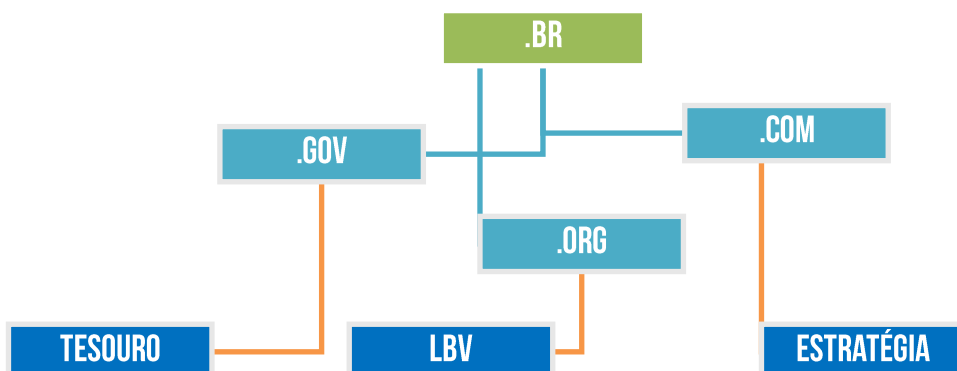 .BR
.COM
.GOV
.ORG
TESOURO
LBV
ESTRATÉGIA